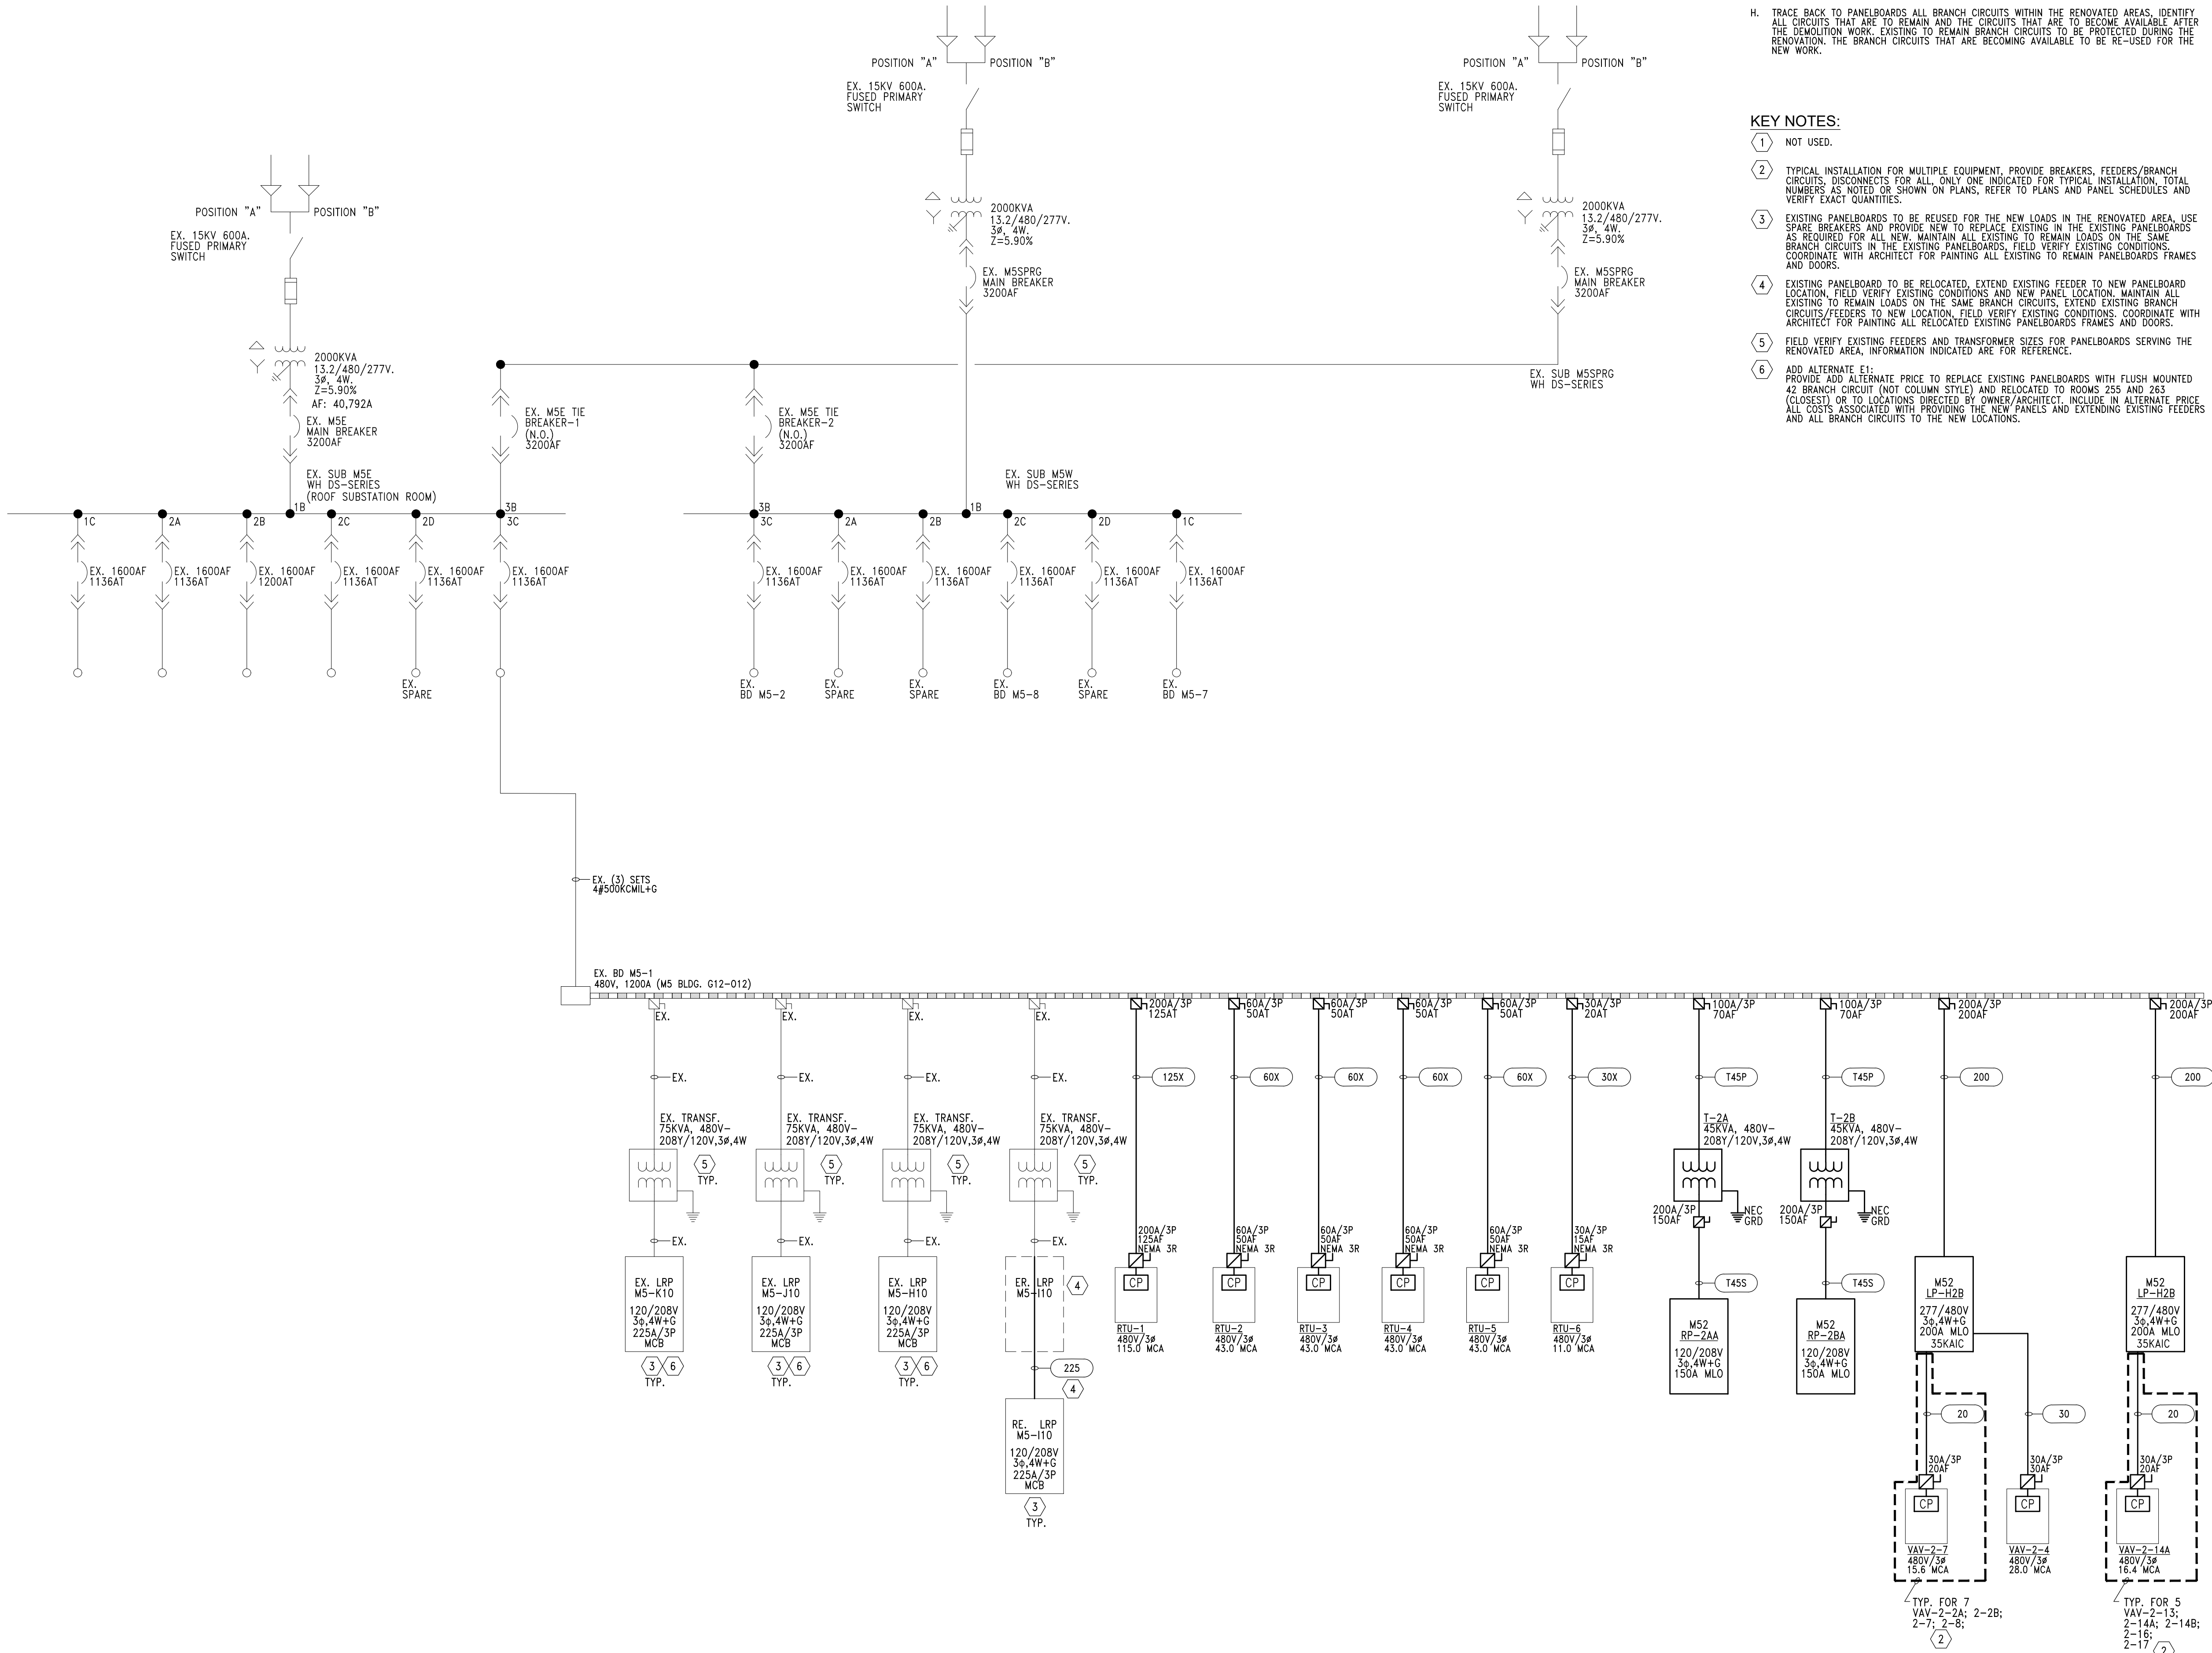 H. TRACE BACK TO PANELBOARDS ALL BRANCH CIRCUITS WITHIN THE RENOVATED AREAS, IDENTIFY
ALL CIRCUITS THAT ARE TO REMAIN AND THE CIRCUITS THAT ARE TO BECOME AVAILABLE AFTER
THE DEMOLITION WORK. EXISTING TO REMAIN BRANCH CIRCUITS TO BE PROTECTED DURING THE
RENOVATION. THE BRANCH CIRCUITS THAT ARE BECOMING AVAILABLE TO BE RE-USED FOR THE
NEW WORK.
KEY NOTES:
1 NOT USED.
2 TYPICAL INSTALLATION FOR MULTIPLE EQUIPMENT, PROVIDE BREAKERS, FEEDERS/BRANCH
CIRCUITS, DISCONNECTS FOR ALL, ONLY ONE INDICATED FOR TYPICAL INSTALLATION, TOTAL
NUMBERS AS NOTED OR SHOWN ON PLANS, REFER TO PLANS AND PANEL SCHEDULES AND
VERIFY EXACT QUANTITIES.
3 EXISTING PANELBOARDS TO BE REUSED FOR THE NEW LOADS IN THE RENOVATED AREA, USE
SPARE BREAKERS AND PROVIDE NEW TO REPLACE EXISTING IN THE EXISTING PANELBOARDS
AS REQUIRED FOR ALL NEW. MAINTAIN ALL EXISTING TO REMAIN LOADS ON THE SAME
BRANCH CIRCUITS IN THE EXISTING PANELBOARDS, FIELD VERIFY EXISTING CONDITIONS.
COORDINATE WITH ARCHITECT FOR PAINTING ALL EXISTING TO REMAIN PANELBOARDS FRAMES
AND DOORS.
4 EXISTING PANELBOARD TO BE RELOCATED, EXTEND EXISTING FEEDER TO NEW PANELBOARD
LOCATION, FIELD VERIFY EXISTING CONDITIONS AND NEW PANEL LOCATION. MAINTAIN ALL
EXISTING TO REMAIN LOADS ON THE SAME BRANCH CIRCUITS, EXTEND EXISTING BRANCH
CIRCUITS/FEEDERS TO NEW LOCATION, FIELD VERIFY EXISTING CONDITIONS. COORDINATE WITH
ARCHITECT FOR PAINTING ALL RELOCATED EXISTING PANELBOARDS FRAMES AND DOORS.
5 FIELD VERIFY EXISTING FEEDERS AND TRANSFORMER SIZES FOR PANELBOARDS SERVING THE
RENOVATED AREA, INFORMATION INDICATED ARE FOR REFERENCE.
6 ADD ALTERNATE E1:
PROVIDE ADD ALTERNATE PRICE TO REPLACE EXISTING PANELBOARDS WITH FLUSH MOUNTED
42 BRANCH CIRCUIT (NOT COLUMN STYLE) AND RELOCATED TO ROOMS 255 AND 263
(CLOSEST) OR TO LOCATIONS DIRECTED BY OWNER/ARCHITECT. INCLUDE IN ALTERNATE PRICE
ALL COSTS ASSOCIATED WITH PROVIDING THE NEW PANELS AND EXTENDING EXISTING FEEDERS
AND ALL BRANCH CIRCUITS TO THE NEW LOCATIONS.
POSITION "A" POSITION "B"
EX. 15KV 600A.
FUSED PRIMARY
SWITCH
2000KVA
13.2/480/277V.
3ø, 4W.
Z=5.90%
AF: 40,792A
EX. M5E
MAIN BREAKER
3200AF
EX. SUB M5E
WH DS-SERIES
(ROOF SUBSTATION ROOM)
EX. M5E TIE
BREAKER-1
(N.O.)
3200AF
POSITION "A" POSITION "B"
EX. 15KV 600A.
FUSED PRIMARY
SWITCH
2000KVA
13.2/480/277V.
3ø, 4W.
Z=5.90%
EX. M5SPRG
MAIN BREAKER
3200AF
EX. M5E TIE
BREAKER-2
(N.O.)
3200AF
EX. SUB M5W
WH DS-SERIES
POSITION "A" POSITION "B"
EX. 15KV 600A.
FUSED PRIMARY
SWITCH
2000KVA
13.2/480/277V.
3ø, 4W.
Z=5.90%
EX. M5SPRG
MAIN BREAKER
3200AF
EX. SUB M5SPRG
WH DS-SERIES
1B 3B
1C 2A 2B 2C 2D 3C
EX. 1600AF
1136AT
EX. 1600AF
1136AT
EX. 1600AF
1200AT
EX. 1600AF
1136AT
EX. 1600AF
1136AT
EX. 1600AF
1136AT
EX.
SPARE
3B 1B
3C 2A 2B 2C 2D 1C
EX. 1600AF
1136AT
EX. 1600AF
1136AT
EX. 1600AF
1136AT
EX. 1600AF
1136AT
EX. 1600AF
1136AT
EX. 1600AF
1136AT
EX.
BD M5-2
EX.
SPARE
EX.
SPARE
EX.
BD M5-8
EX.
SPARE
EX.
BD M5-7
EX. (3) SETS
4#500KCMIL+G
EX. BD M5-1
480V, 1200A (M5 BLDG. G12-012)
EX.
EX.
EX. TRANSF.
75KVA, 480V-
208Y/120V,3ø,4W
5
TYP.
EX.
EX. LRP
M5-K10
120/208V
3ϕ,4W+G
225A/3P
MCB
3 6
TYP.
EX.
EX.
EX. TRANSF.
75KVA, 480V-
208Y/120V,3ø,4W
5
TYP.
EX.
EX. LRP
M5-J10
120/208V
3ϕ,4W+G
225A/3P
MCB
3 6
TYP.
EX.
EX.
EX. TRANSF.
75KVA, 480V-
208Y/120V,3ø,4W
5
TYP.
EX.
EX. LRP
M5-H10
120/208V
3ϕ,4W+G
225A/3P
MCB
3 6
TYP.
EX.
EX.
EX. TRANSF.
75KVA, 480V-
208Y/120V,3ø,4W
5
TYP.
EX.
ER. LRP
M5-I10
4
225
4
RE. LRP
M5-I10
120/208V
3ϕ,4W+G
225A/3P
MCB
3
TYP.
200A/3P
125AT
125X
200A/3P
125AF
NEMA 3R
CP
RTU-1
480V/3ø
115.0 MCA
60A/3P
50AT
60X
60A/3P
50AF
NEMA 3R
CP
RTU-2
480V/3ø
43.0 MCA
60A/3P
50AT
60X
60A/3P
50AF
NEMA 3R
CP
RTU-3
480V/3ø
43.0 MCA
60A/3P
50AT
60X
60A/3P
50AF
NEMA 3R
CP
RTU-4
480V/3ø
43.0 MCA
60A/3P
50AT
60X
60A/3P
50AF
NEMA 3R
CP
RTU-5
480V/3ø
43.0 MCA
30A/3P
20AT
30X
30A/3P
15AF
NEMA 3R
CP
RTU-6
480V/3ø
11.0 MCA
100A/3P
70AF
T45P
T-2A
45KVA, 480V-
208Y/120V,3ø,4W
200A/3P
150AF
NEC
GRD
T45S
M52
RP-2AA
120/208V
3ϕ,4W+G
150A MLO
100A/3P
70AF
T45P
T-2B
45KVA, 480V-
208Y/120V,3ø,4W
200A/3P
150AF
NEC
GRD
T45S
M52
RP-2BA
120/208V
3ϕ,4W+G
150A MLO
200A/3P
200AF
200
M52
LP-H2B
277/480V
3ϕ,4W+G
200A MLO
35KAIC
20
30A/3P
20AF
CP
VAV-2-7
480V/3ø
15.6 MCA
TYP. FOR 7
VAV-2-2A; 2-2B;
2-7; 2-8;
2
30
30A/3P
30AF
CP
VAV-2-4
480V/3ø
28.0 MCA
200A/3P
200AF
200
M52
LP-H2B
277/480V
3ϕ,4W+G
200A MLO
35KAIC
20
30A/3P
20AF
CP
VAV-2-14A
480V/3ø
16.4 MCA
TYP. FOR 5
VAV-2-13;
2-14A; 2-14B;
2-16;
2-17
2